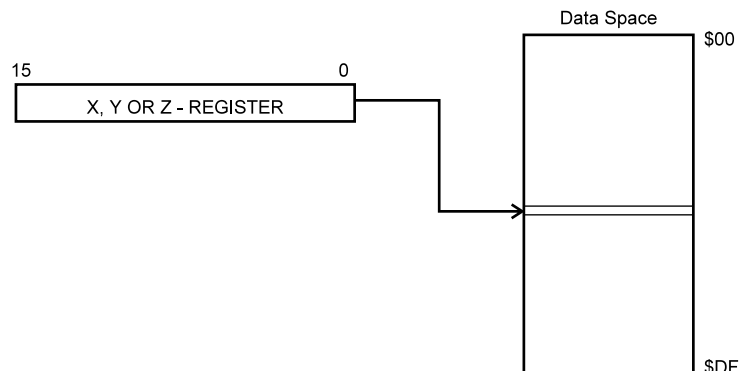 Data Space
$00
15 0
X, Y OR Z - REGISTER
$DF